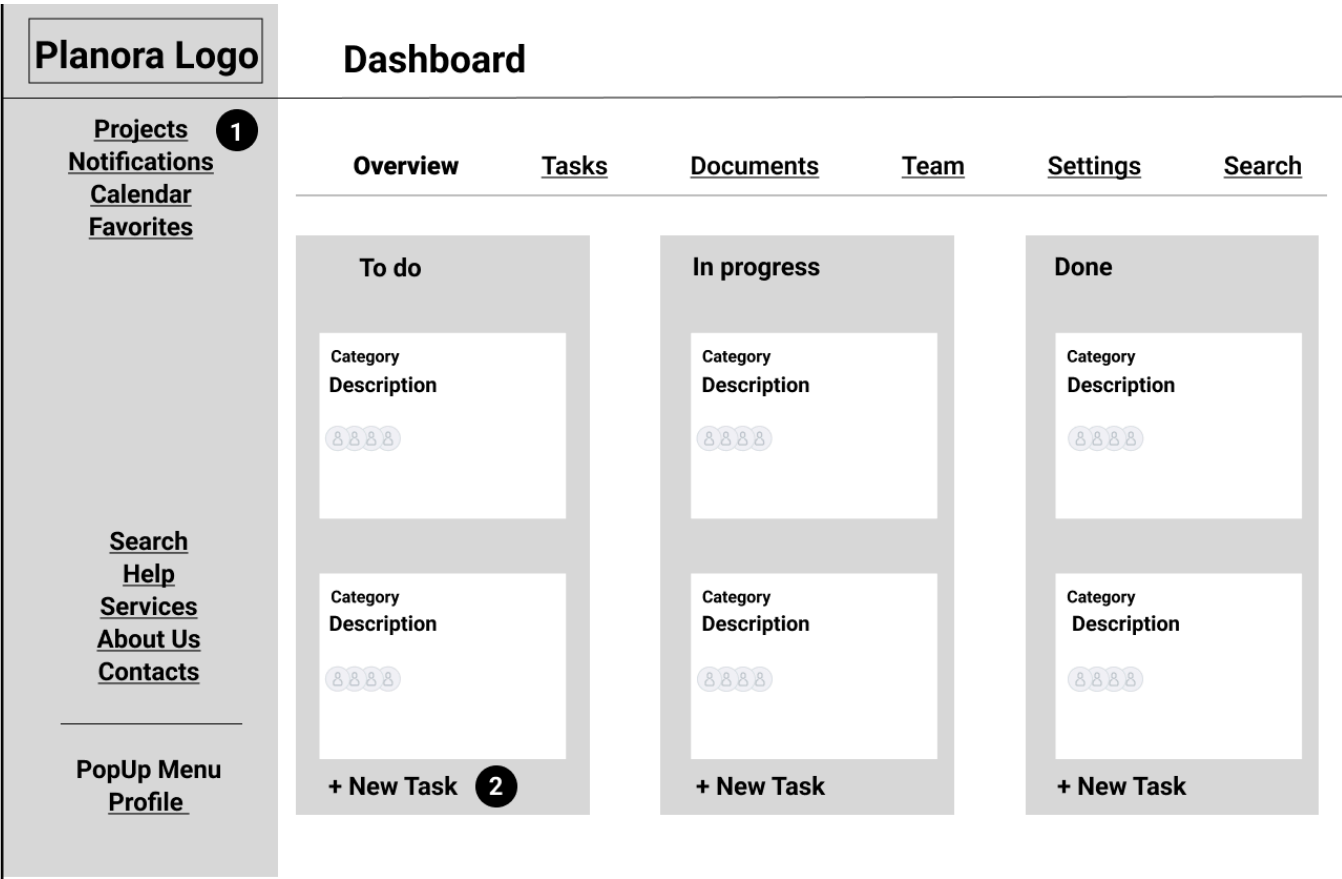 Planora Logo
Dashboard
Projects 1
Notifications
Calendar
Favorites
Search
Help
Services
About Us
Contacts
PopUp Menu
Profile
Overview Tasks Documents Team Settings Search
To do
Category
Description
Category
Description
+ New Task 2
In progress
Category
Description
Category
Description
+ New Task
Done
Category
Description
Category
Description
+ New Task